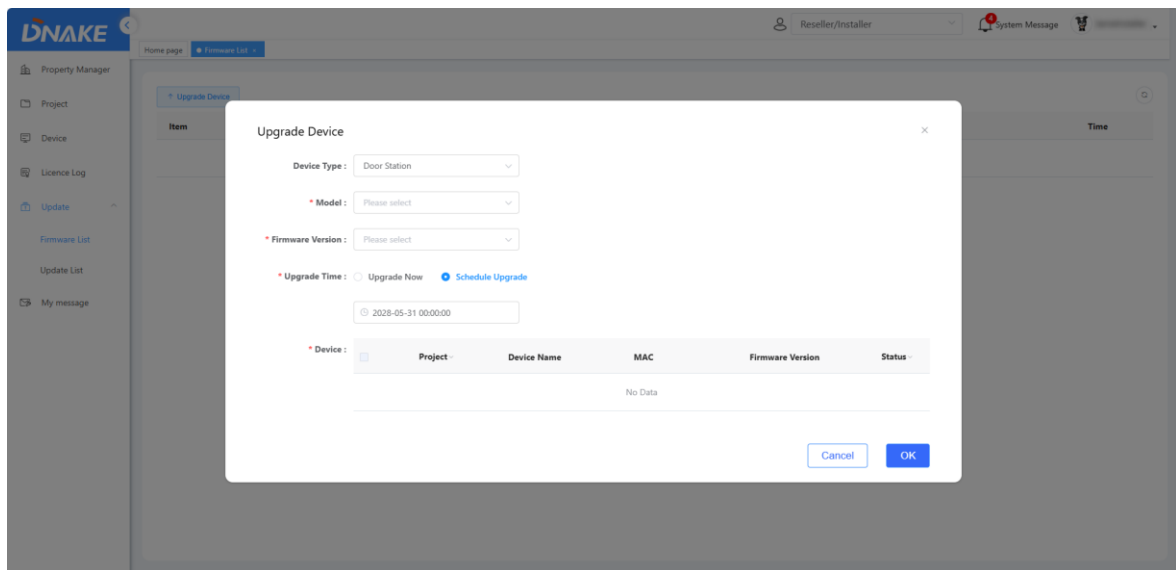 DNAKE
Reseller/Installer
4
System Message
Home page
Firmware List ×
Property Manager
Project
Device
Licence Log
Update
Firmware List
Update List
My message
Upgrade Device
Item
Time
Upgrade Device
Device Type :
Door Station
* Model :
Please select
* Firmware Version :
Please select
* Upgrade Time :
Upgrade Now
Schedule Upgrade
2028-05-31 00:00:00
* Device :
Project
Device Name
MAC
Firmware Version
Status
No Data
Cancel
OK